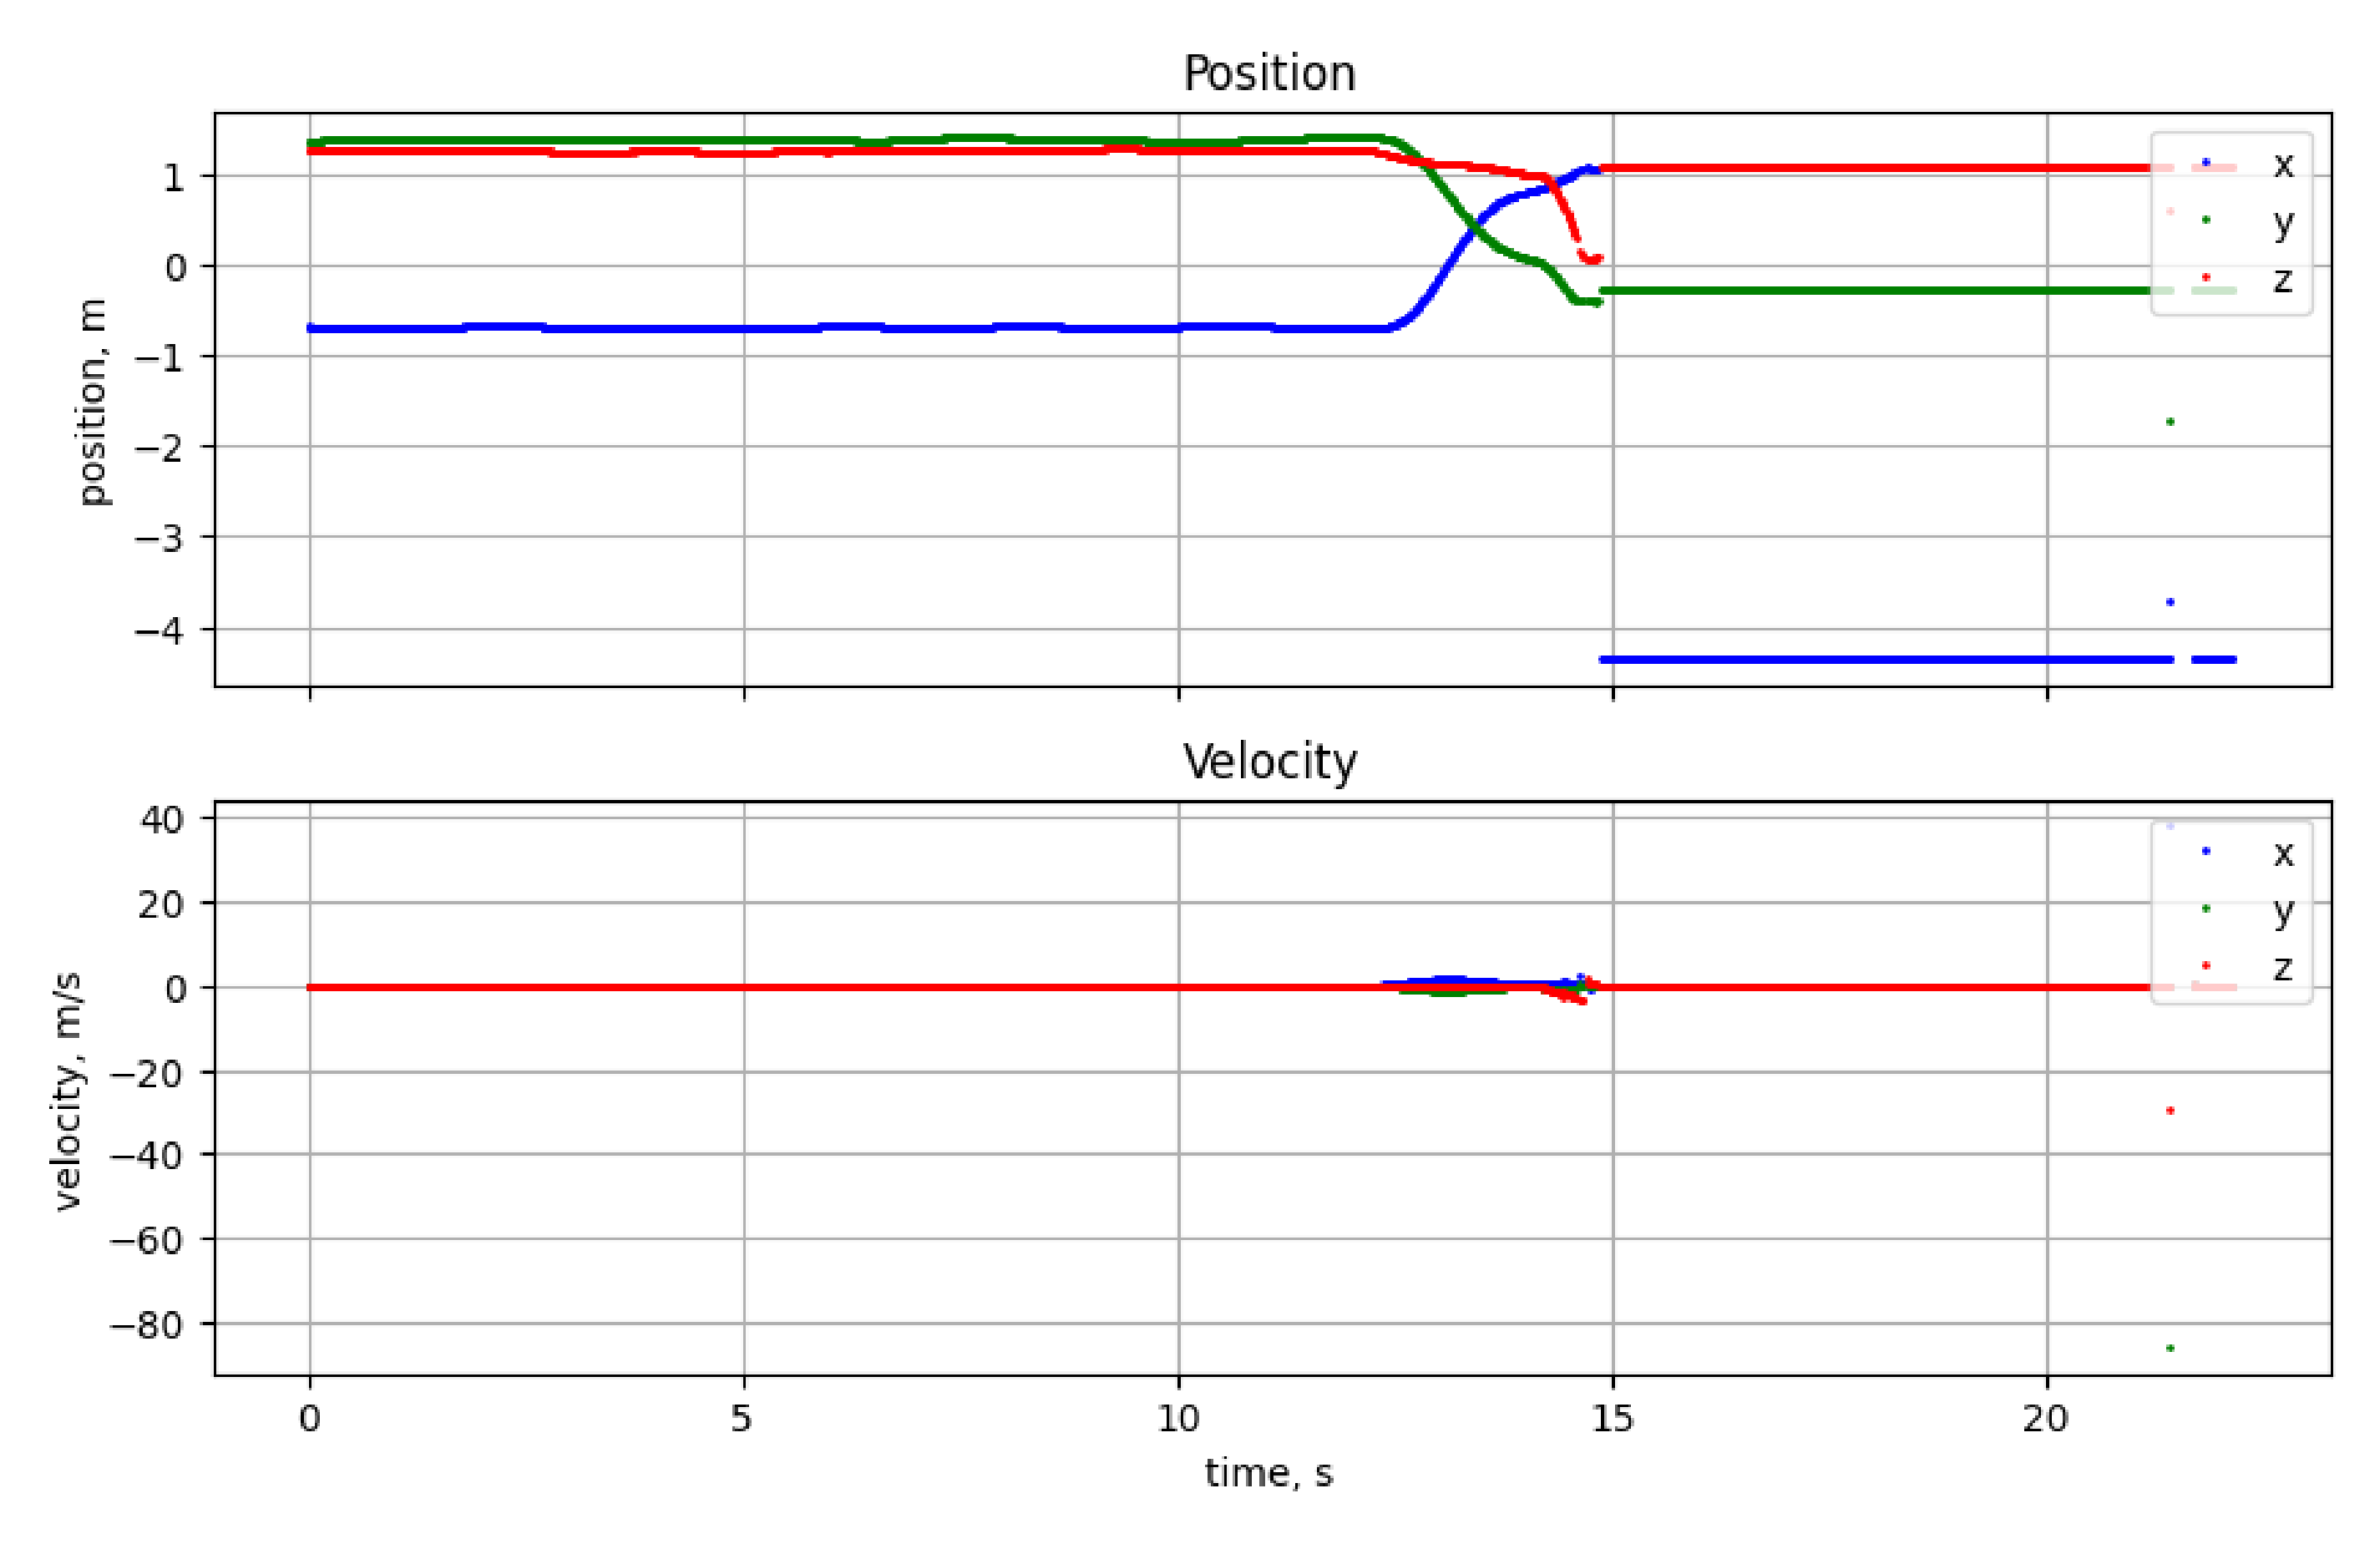 Position
position, m
1
0
−1
−2
−3
−4
x
y
z
Velocity
velocity, m/s
40
20
0
−20
−40
−60
−80
x
y
z
0 5 10 15 20
time, s